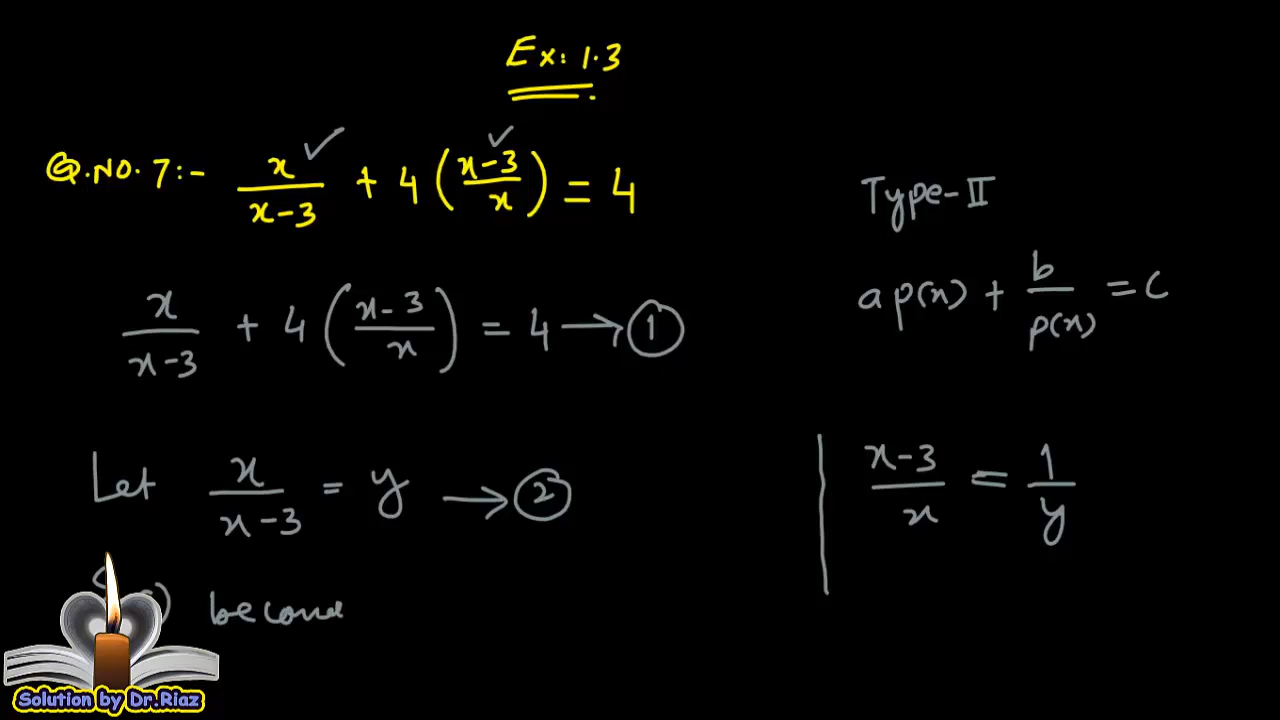 Ex: 1.3
Q.NO. 7:- x/(x-3) + 4((x-3)/x) = 4
Type-II
x/(x-3) + 4((x-3)/x) = 4 → ①
a p(x) + b/p(x) = c
Let x/(x-3) = y → ②
(x-3)/x = 1/y
become
Solution by Dr.Riaz